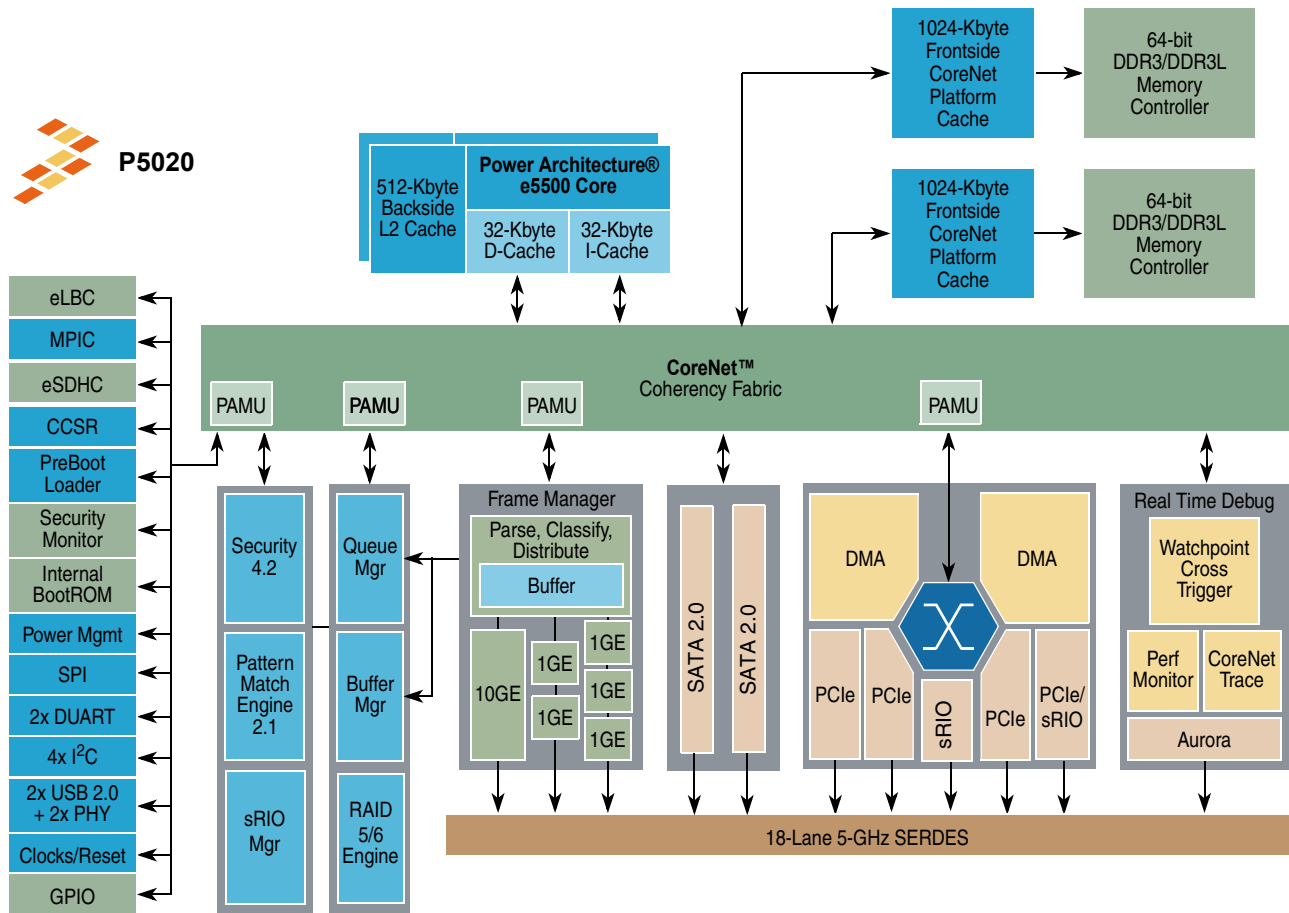 P5020
1024-Kbyte
Frontside
CoreNet
Platform
Cache
64-bit
DDR3/DDR3L
Memory
Controller
1024-Kbyte
Frontside
CoreNet
Platform
Cache
64-bit
DDR3/DDR3L
Memory
Controller
512-Kbyte
Backside
L2 Cache
Power Architecture®
e5500 Core
32-Kbyte
D-Cache
32-Kbyte
I-Cache
eLBC
MPIC
eSDHC
CCSR
PreBoot
Loader
Security
Monitor
Internal
BootROM
Power Mgmt
SPI
2x DUART
4x I²C
2x USB 2.0
+ 2x PHY
Clocks/Reset
GPIO
CoreNet™
Coherency Fabric
PAMU
PAMU
PAMU
PAMU
Security
4.2
Pattern
Match
Engine
2.1
sRIO
Mgr
Queue
Mgr
Buffer
Mgr
RAID
5/6
Engine
Frame Manager
Parse, Classify,
Distribute
Buffer
10GE
1GE
1GE
1GE
1GE
1GE
SATA 2.0
SATA 2.0
DMA
DMA
PCIe
PCIe
sRIO
PCIe
PCIe/
sRIO
Real Time Debug
Watchpoint
Cross
Trigger
Perf
Monitor
CoreNet
Trace
Aurora
18-Lane 5-GHz SERDES